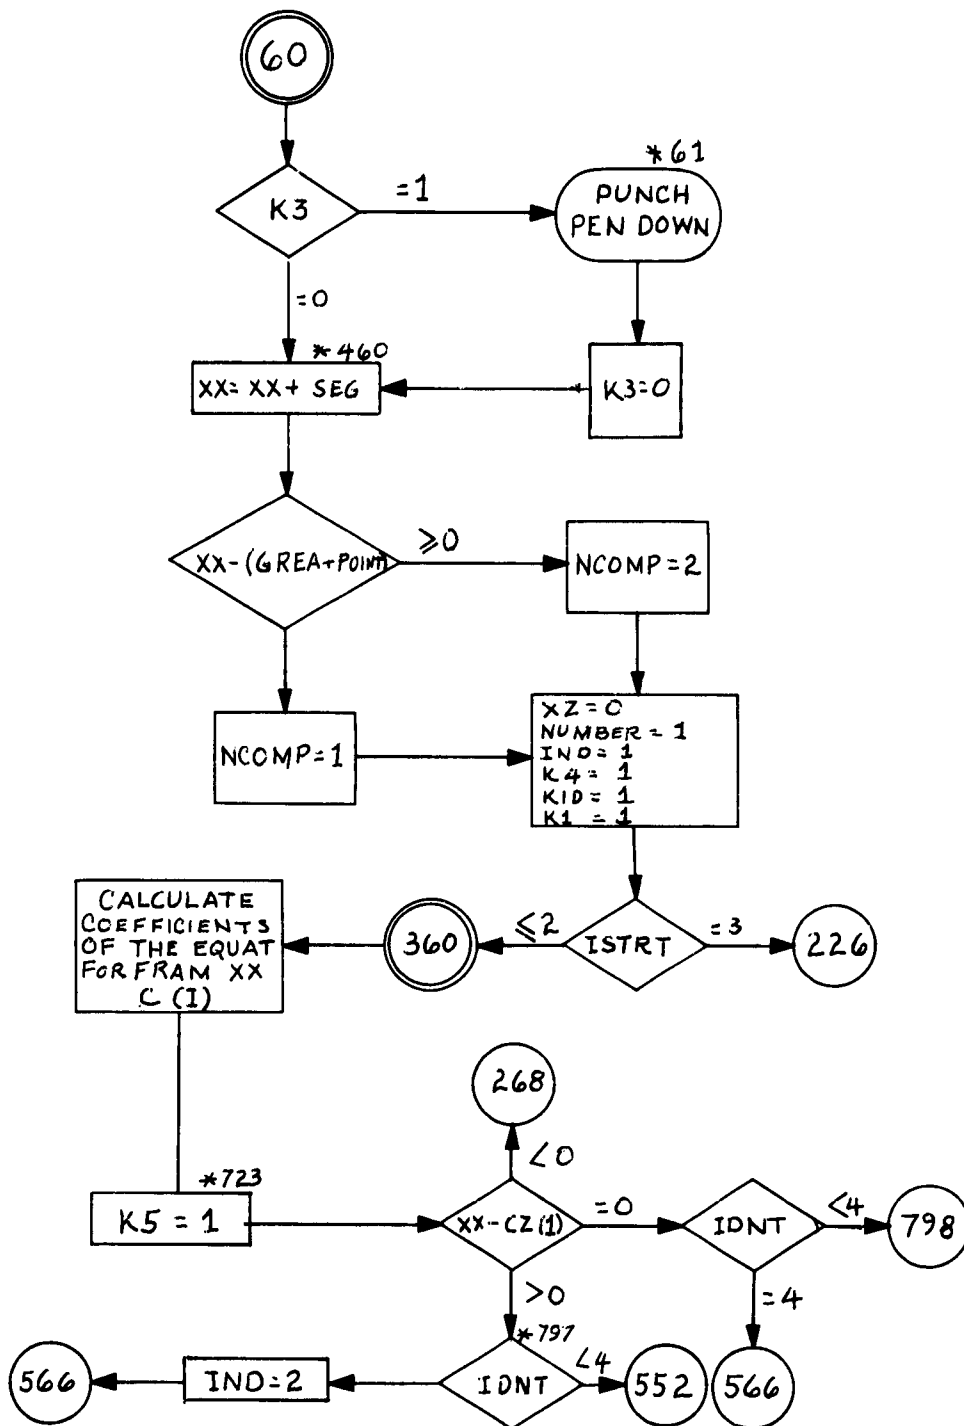 60
*61
K3
=1
PUNCH
PEN DOWN
=0
*460
XX= XX+ SEG
K3=0
XX-(GREA+POINT)
≥0
NCOMP=2
NCOMP=1
XZ=0
NUMBER=1
IND=1
K4= 1
KID= 1
K1 = 1
CALCULATE
COEFFICIENTS
OF THE EQUAT
FOR FRAM XX
C (I)
360
≤2
ISTRT
=3
226
268
<0
*723
K5 = 1
XX-CZ(1)
=0
IDNT
<4
798
>0
=4
*797
566
IND=2
IDNT
<4
552
566